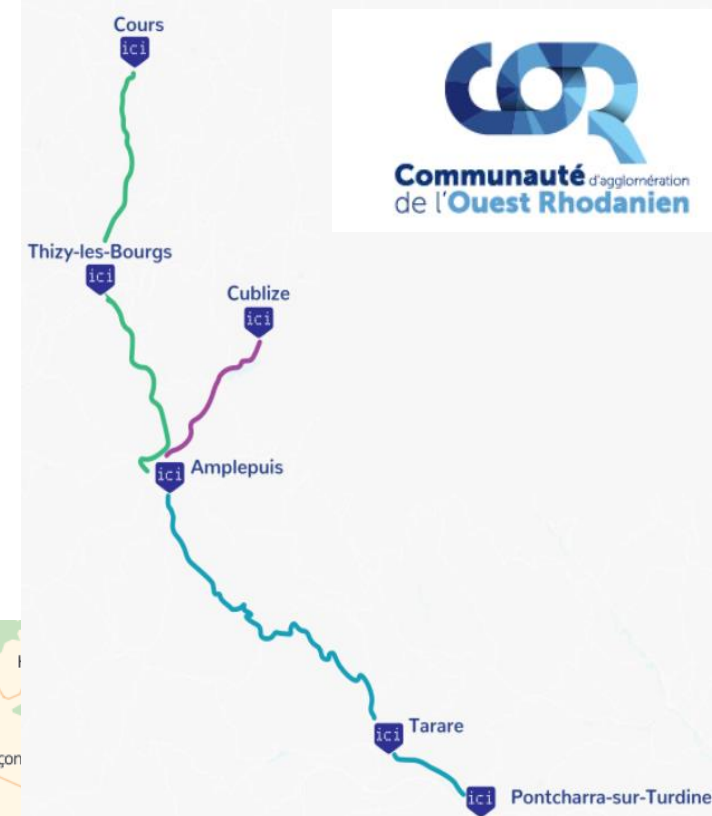 Cours
ici
COR
Communauté d'agglomération
de l'Ouest Rhodanien
Thizy-les-Bourgs
ici
Cublize
ici
Amplepuis
ici
Tarare
ici
Pontcharra-sur-Turdine
ici